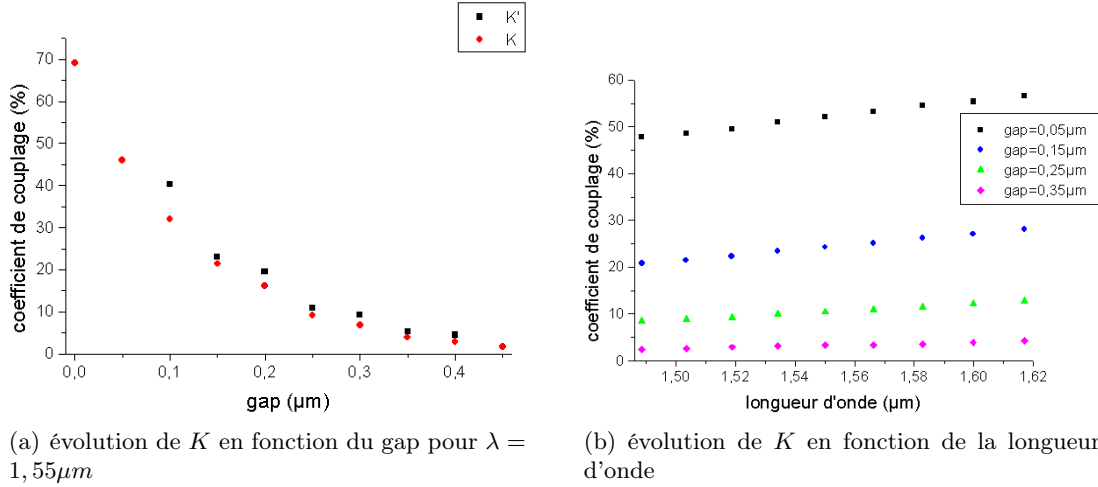 K'
K
coefficient de couplage (%)
70
60
50
40
30
20
10
0
0,0 0,1 0,2 0,3 0,4
gap (µm)
(a) évolution de K en fonction du gap pour λ =
1, 55µm
coefficient de couplage (%)
60
50
40
30
20
10
0
gap=0,05µm
gap=0,15µm
gap=0,25µm
gap=0,35µm
1,50 1,52 1,54 1,56 1,58 1,60 1,62
longueur d'onde (µm)
(b) évolution de K en fonction de la longueur
d'onde